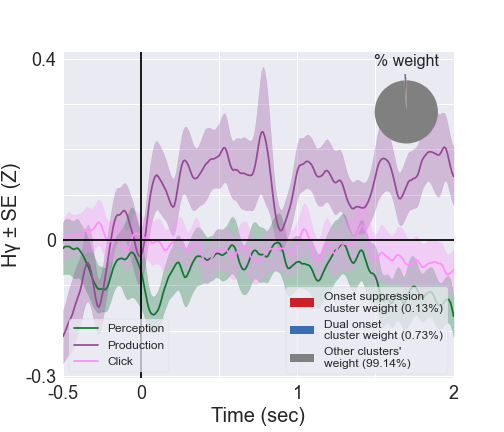 % weight
0.4
0
-0.3
Hγ ± SE (Z)
Perception
Production
Click
Onset suppression
cluster weight (0.13%)
Dual onset
cluster weight (0.73%)
Other clusters'
weight (99.14%)
-0.5
0
1
2
Time (sec)